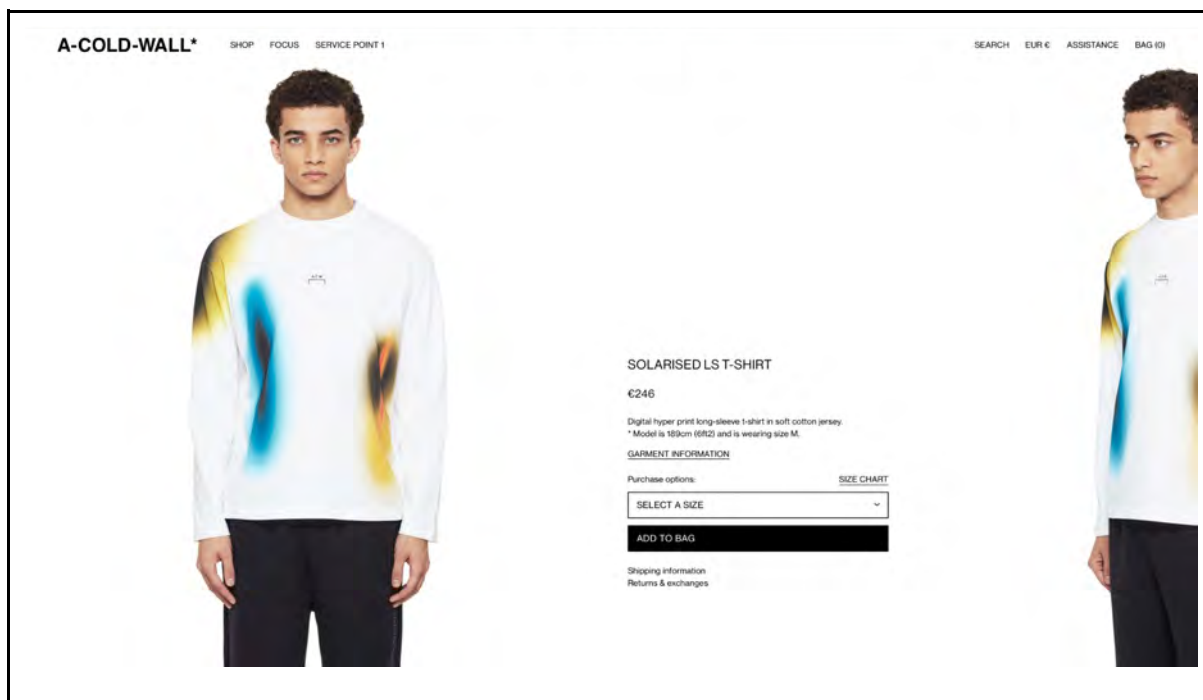 A-COLD-WALL*
SHOP FOCUS SERVICE POINT 1
SEARCH EUR € ASSISTANCE BAG (0)
SOLARISED LS T-SHIRT
€246
Digital hyper print long-sleeve t-shirt in soft cotton jersey.
* Model is 189cm (6ft2) and is wearing size M.
GARMENT INFORMATION
Purchase options:
SIZE CHART
SELECT A SIZE
ADD TO BAG
Shipping information
Returns & exchanges